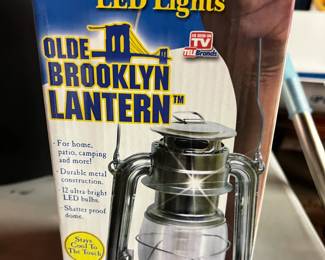 LED Lights
OLDE
BROOKLYN
LANTERN™
AS SEEN ON
TV
TELEBrands
· For home,
patio, camping
and more!
· Durable metal
construction.
· 12 ultra bright
LED bulbs.
· Shatter proof
dome.
Stays
Cool To
The Touch